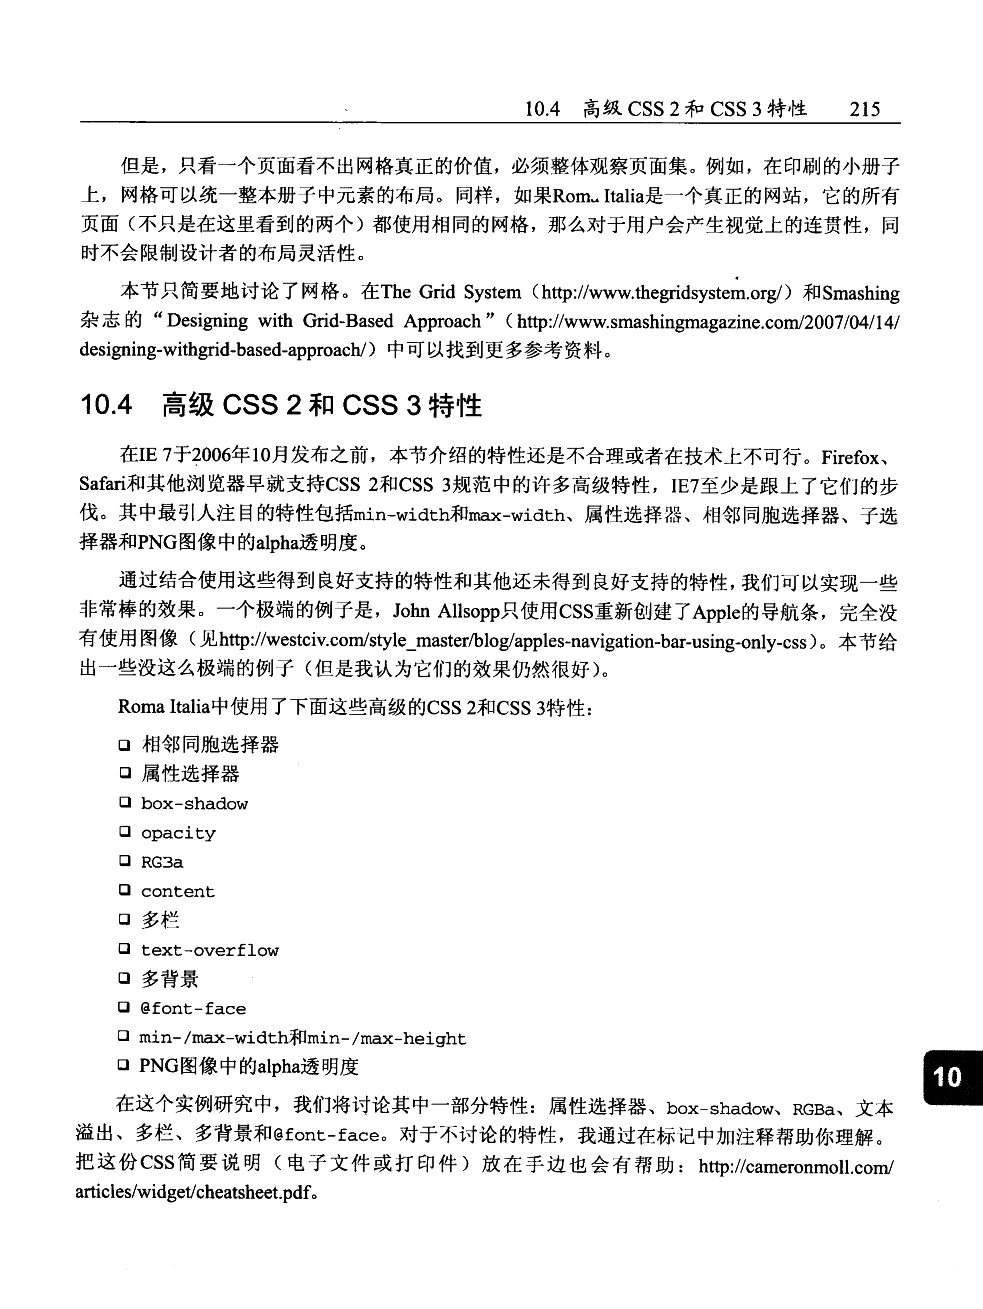 10.4 高级 CSS 2 和 CSS 3 特性 215
但是，只看一个页面看不出网格真正的价值，必须整体观察页面集。例如，在印刷的小册子
上，网格可以统一整本册子中元素的布局。同样，如果Rom Italia是一个真正的网站，它的所有
页面（不只是在这里看到的两个）都使用相同的网格，那么对于用户会产生视觉上的连贯性，同
时不会限制设计者的布局灵活性。
本节只简要地讨论了网格。在The Grid System（http://www.thegridsystem.org/）和Smashing
杂志的“Designing with Grid-Based Approach”（http://www.smashingmagazine.com/2007/04/14/
designing-withgrid-based-approach/）中可以找到更多参考资料。
10.4 高级 CSS 2 和 CSS 3 特性
在IE 7于2006年10月发布之前，本节介绍的特性还是不合理或者在技术上不可行。Firefox、
Safari和其他浏览器早就支持CSS 2和CSS 3规范中的许多高级特性，IE7至少是跟上了它们的步
伐。其中最引人注目的特性包括min-width和max-width、属性选择器、相邻同胞选择器、子选
择器和PNG图像中的alpha透明度。
通过结合使用这些得到良好支持的特性和其他还未得到良好支持的特性，我们可以实现一些
非常棒的效果。一个极端的例子是，John Allsopp只使用CSS重新创建了Apple的导航条，完全没
有使用图像（见http://westciv.com/style_master/blog/apples-navigation-bar-using-only-css）。本节给
出一些没这么极端的例子（但是我认为它们的效果仍然很好）。
Roma Italia中使用了下面这些高级的CSS 2和CSS 3特性：
❑ 相邻同胞选择器
❑ 属性选择器
❑ box-shadow
❑ opacity
❑ RG3a
❑ content
❑ 多栏
❑ text-overflow
❑ 多背景
❑ @font-face
❑ min-/max-width和min-/max-height
❑ PNG图像中的alpha透明度
10
在这个实例研究中，我们将讨论其中一部分特性：属性选择器、box-shadow、RGBa、文本
溢出、多栏、多背景和@font-face。对于不讨论的特性，我通过在标记中加注释帮助你理解。
把这份CSS简要说明（电子文件或打印件）放在手边也会有帮助：http://cameronmoll.com/
articles/widget/cheatsheet.pdf。